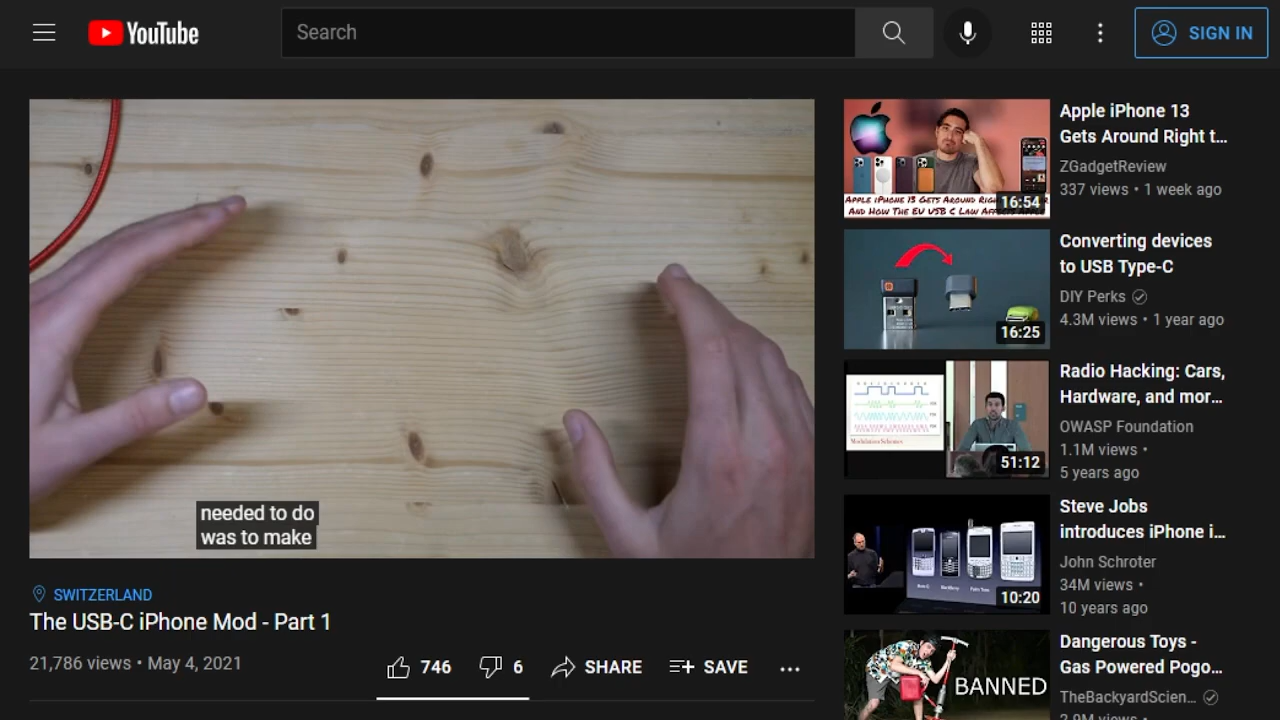 YouTube
Search
SIGN IN
needed to do
was to make
SWITZERLAND
The USB-C iPhone Mod - Part 1
21,786 views • May 4, 2021
746
6
SHARE
SAVE
16:54
Apple iPhone 13
Gets Around Right t...
ZGadgetReview
337 views • 1 week ago
16:25
Converting devices
to USB Type-C
DIY Perks
4.3M views • 1 year ago
Modulation Schemes
51:12
Radio Hacking: Cars,
Hardware, and mor...
OWASP Foundation
1.1M views •
5 years ago
10:20
Steve Jobs
introduces iPhone i...
John Schroter
34M views •
10 years ago
BANNED
Dangerous Toys -
Gas Powered Pogo...
TheBackyardScien...